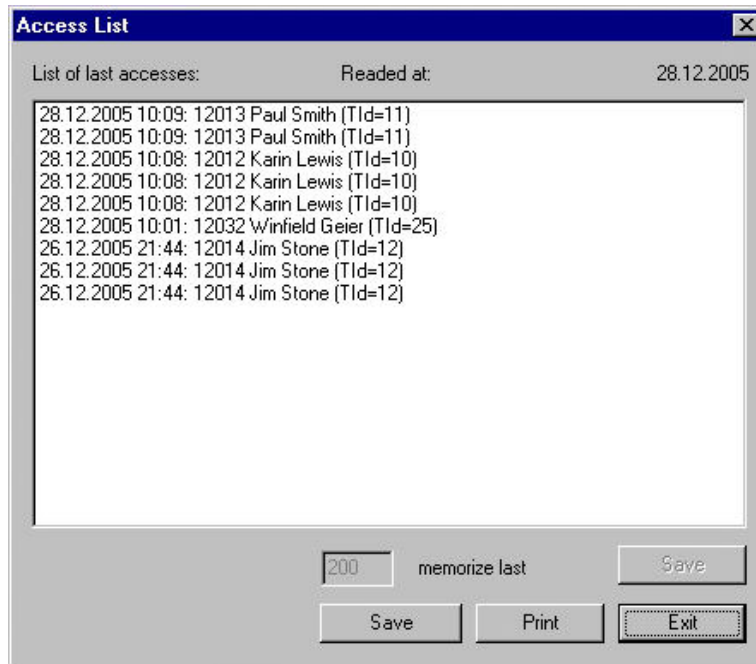 Access List
List of last accesses: Readed at: 28.12.2005
28.12.2005 10:09: 12013 Paul Smith (TId=11)
28.12.2005 10:09: 12013 Paul Smith (TId=11)
28.12.2005 10:08: 12012 Karin Lewis (TId=10)
28.12.2005 10:08: 12012 Karin Lewis (TId=10)
28.12.2005 10:08: 12012 Karin Lewis (TId=10)
28.12.2005 10:01: 12032 Winfield Geier (TId=25)
26.12.2005 21:44: 12014 Jim Stone (TId=12)
26.12.2005 21:44: 12014 Jim Stone (TId=12)
26.12.2005 21:44: 12014 Jim Stone (TId=12)
200 memorize last Save
Save Print Exit